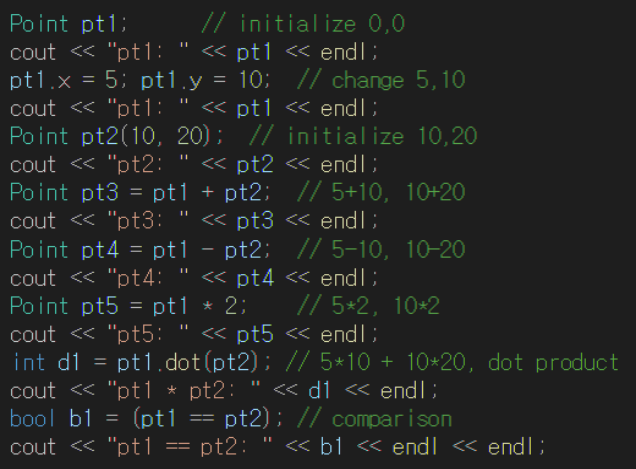 Point pt1;        // initialize 0,0
cout << "pt1: " << pt1 << endl;
pt1.x = 5; pt1.y = 10;  // change 5,10
cout << "pt1: " << pt1 << endl;
Point pt2(10, 20);  // initialize 10,20
cout << "pt2: " << pt2 << endl;
Point pt3 = pt1 + pt2;  // 5+10, 10+20
cout << "pt3: " << pt3 << endl;
Point pt4 = pt1 - pt2;  // 5-10, 10-20
cout << "pt4: " << pt4 << endl;
Point pt5 = pt1 * 2;    // 5*2, 10*2
cout << "pt5: " << pt5 << endl;
int d1 = pt1.dot(pt2); // 5*10 + 10*20, dot product
cout << "pt1 * pt2: " << d1 << endl;
bool b1 = (pt1 == pt2); // comparison
cout << "pt1 == pt2: " << b1 << endl << endl;